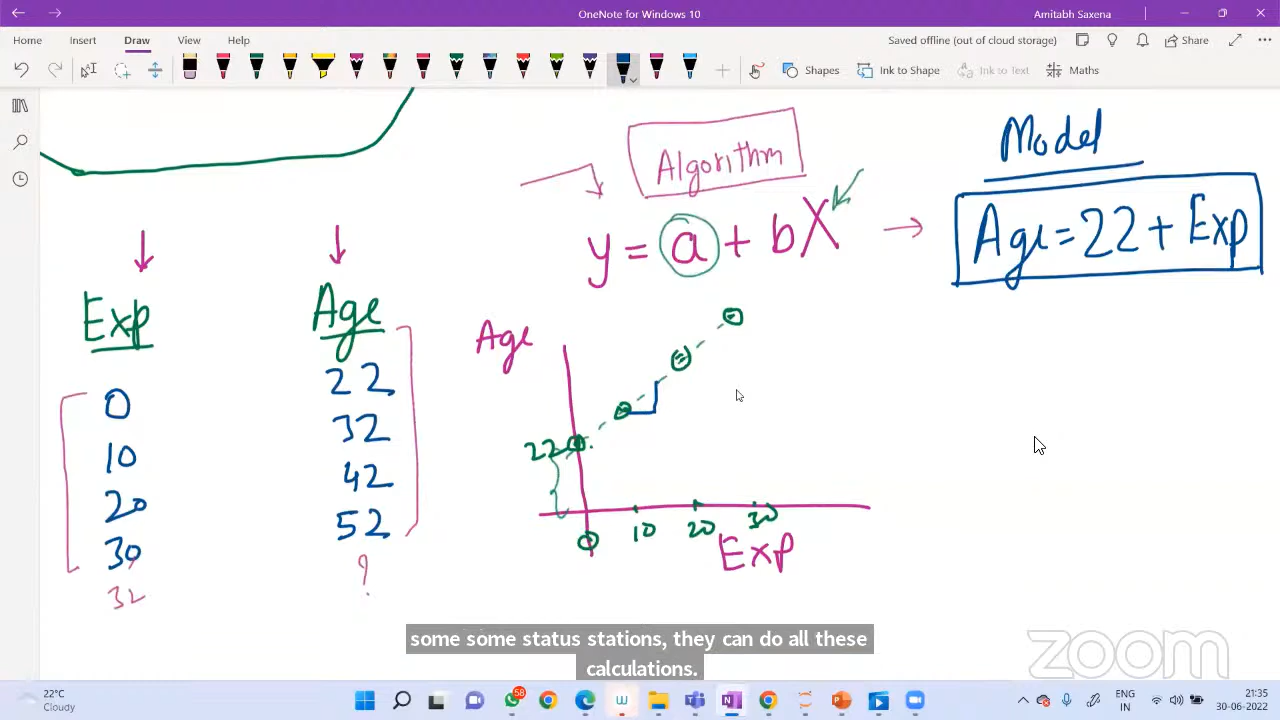 OneNote for Windows 10
Amitabh Saxena
Home Insert Draw View Help
Saved offline (out of cloud storage)
Share
Shapes
Ink to Shape
Ink to Text
Maths
Algorithm
Model
y = a + bX → Age = 22 + Exp
Exp Age
0 22
10 32
20 42
30 52
32 ?
Age
22
0 10 20 30
Exp
some some status stations, they can do all these
calculations.
zoom
22°C
Cloudy
58
ENG
IN
21:35
30-06-2022